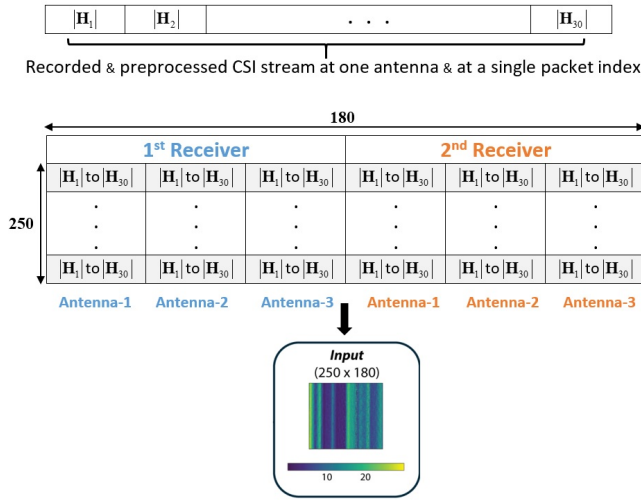 |H₁| |H₂| . . . |H₃₀|
Recorded & preprocessed CSI stream at one antenna & at a single packet index
180
1st Receiver 2nd Receiver
|H₁| to |H₃₀| |H₁| to |H₃₀| |H₁| to |H₃₀| |H₁| to |H₃₀| |H₁| to |H₃₀| |H₁| to |H₃₀|
. . . . . .
250 . . . . . .
. . . . . .
|H₁| to |H₃₀| |H₁| to |H₃₀| |H₁| to |H₃₀| |H₁| to |H₃₀| |H₁| to |H₃₀| |H₁| to |H₃₀|
Antenna-1 Antenna-2 Antenna-3 Antenna-1 Antenna-2 Antenna-3
Input
(250 x 180)
10 20